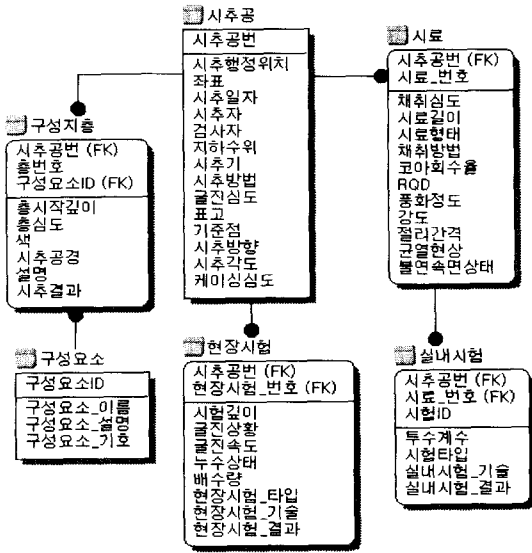 시추공
시추공번
시추행정위치
좌표
시추일자
시추자
검사자
지하수위
시추기
시추방법
굴진심도
표고
기준점
시추방향
시추각도
케이싱심도
시료
시추공번 (FK)
시료_번호
채취심도
시료길이
시료형태
채취방법
코아회수율
RQD
풍화정도
강도
절리간격
균열현상
불연속면상태
구성지층
시추공번 (FK)
층번호
구성요소ID (FK)
층시작깊이
층심도
색
시추공경
설명
시추결과
구성요소
구성요소ID
구성요소_이름
구성요소_설명
구성요소_기호
현장시험
시추공번 (FK)
현장시험_번호 (FK)
시험깊이
굴진상황
굴진속도
누수상태
배수량
현장시험_타입
현장시험_기술
현장시험_결과
실내시험
시추공번 (FK)
시료_번호 (FK)
시험ID
투수계수
시험타입
실내시험_기술
실내시험_결과